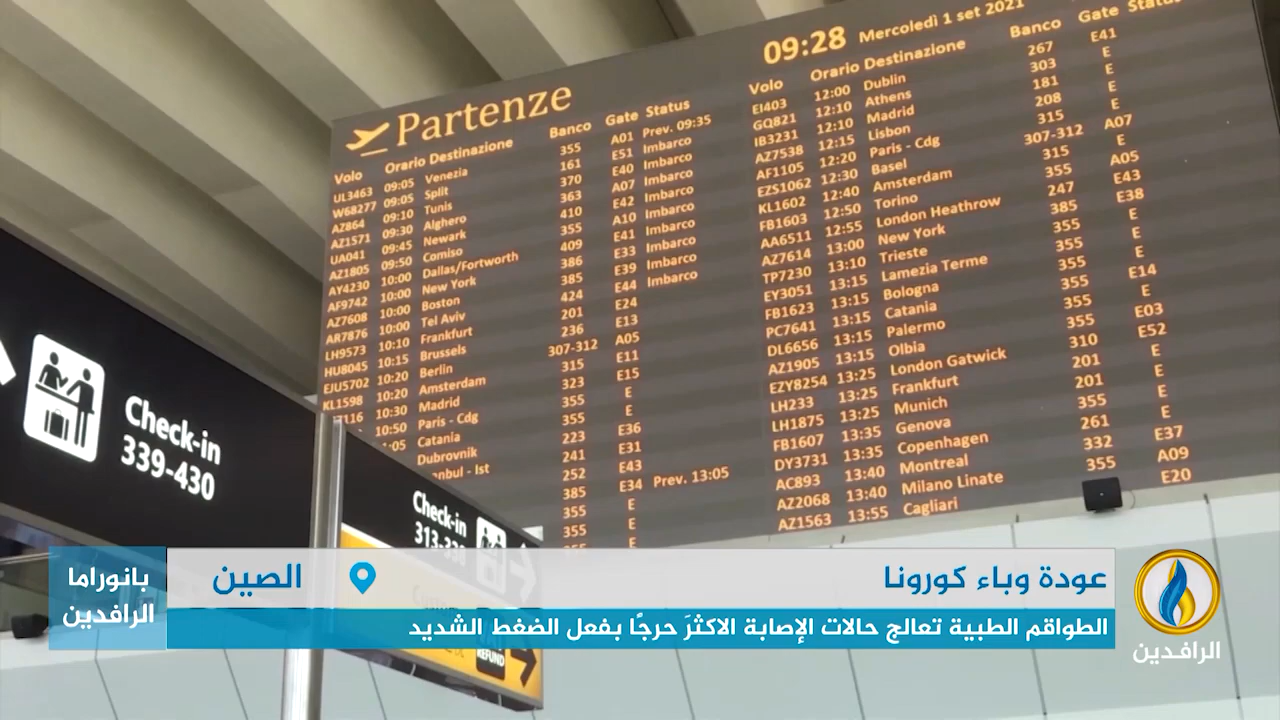 Partenze
09:28 Mercoledì 1 set 2021
Volo Orario Destinazione Banco Gate Status
UL3463 09:05 Venezia 355 A01 Prev. 09:35
W68277 09:05 Split 161 E51 Imbarco
AZ864 09:10 Tunis 370 E40 Imbarco
AZ1571 09:30 Alghero 363 A07 Imbarco
UA041 09:45 Newark 410 E42 Imbarco
AZ1805 09:50 Comiso 355 A10 Imbarco
AY4230 10:00 Dallas/Fortworth 409 E41 Imbarco
AF9742 10:00 New York 386 E33 Imbarco
AZ7608 10:00 Boston 385 E39 Imbarco
AR7876 10:00 Tel Aviv 424 E44 Imbarco
LH9573 10:10 Frankfurt 201 E24
HU8045 10:15 Brussels 236 E13
EJU5702 10:20 Berlin 307-312 A05
KL1598 10:20 Amsterdam 315 E11
10:30 Madrid 323 E15
10:50 Paris - Cdg 355 E
Catania 355 E
Dubrovnik 223 E36
- Ist 241 E31
252 E43
385 E34 Prev. 13:05
355 E
355 E
Volo Orario Destinazione Banco Gate Status
EI403 12:00 Dublin 267 E41
GQ821 12:10 Athens 303 E
IB3231 12:10 Madrid 181 E
AZ7538 12:15 Lisbon 208 E
AF1105 12:20 Paris - Cdg 315 E
EZS1062 12:30 Basel 307-312 A07
KL1602 12:40 Amsterdam 315 E
FB1603 12:50 Torino 355 A05
AA6511 12:55 London Heathrow 247 E43
AZ7614 13:00 New York 385 E38
TP7230 13:10 Trieste 355 E
EY3051 13:15 Lamezia Terme 355 E
FB1623 13:15 Bologna 355 E
PC7641 13:15 Catania 355 E14
DL6656 13:15 Palermo 355 E
AZ1905 13:15 Olbia 355 E03
EZY8254 13:25 London Gatwick 310 E52
LH233 13:25 Frankfurt 201 E
LH1875 13:25 Munich 201 E
FB1607 13:35 Genova 355 E
DY3731 13:35 Copenhagen 261 E
AC893 13:40 Montreal 332 E37
AZ2068 13:40 Milano Linate 355 A09
AZ1563 13:55 Cagliari E20
Check-in
339-430
Check-in
REFUND
عودة وباء كورونا
الصين
الطواقم الطبية تعالج حالات الإصابة الاكثرَ حرجًا بفعل الضغط الشديد
بانوراما
الرافدين
الرافدين